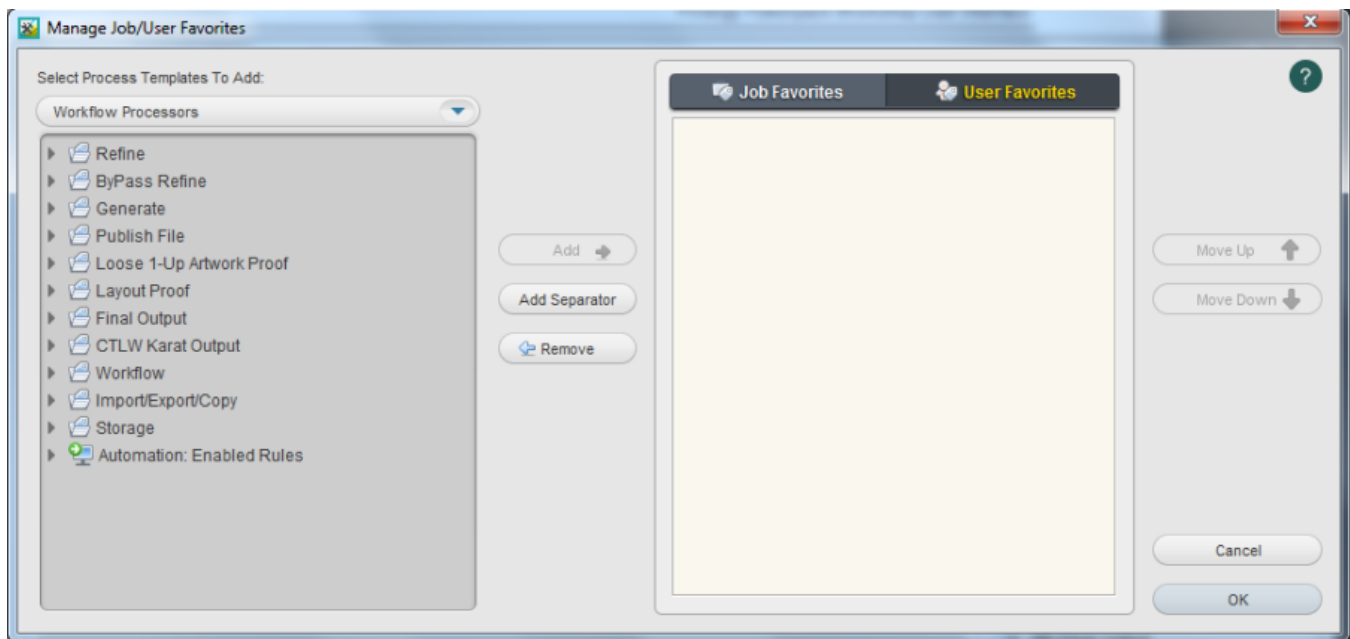 Manage Job/User Favorites
Select Process Templates To Add:
Workflow Processors
Refine
ByPass Refine
Generate
Publish File
Loose 1-Up Artwork Proof
Layout Proof
Final Output
CTLW Karat Output
Workflow
Import/Export/Copy
Storage
Automation: Enabled Rules
Add
Add Separator
Remove
Job Favorites
User Favorites
?
Move Up
Move Down
Cancel
OK